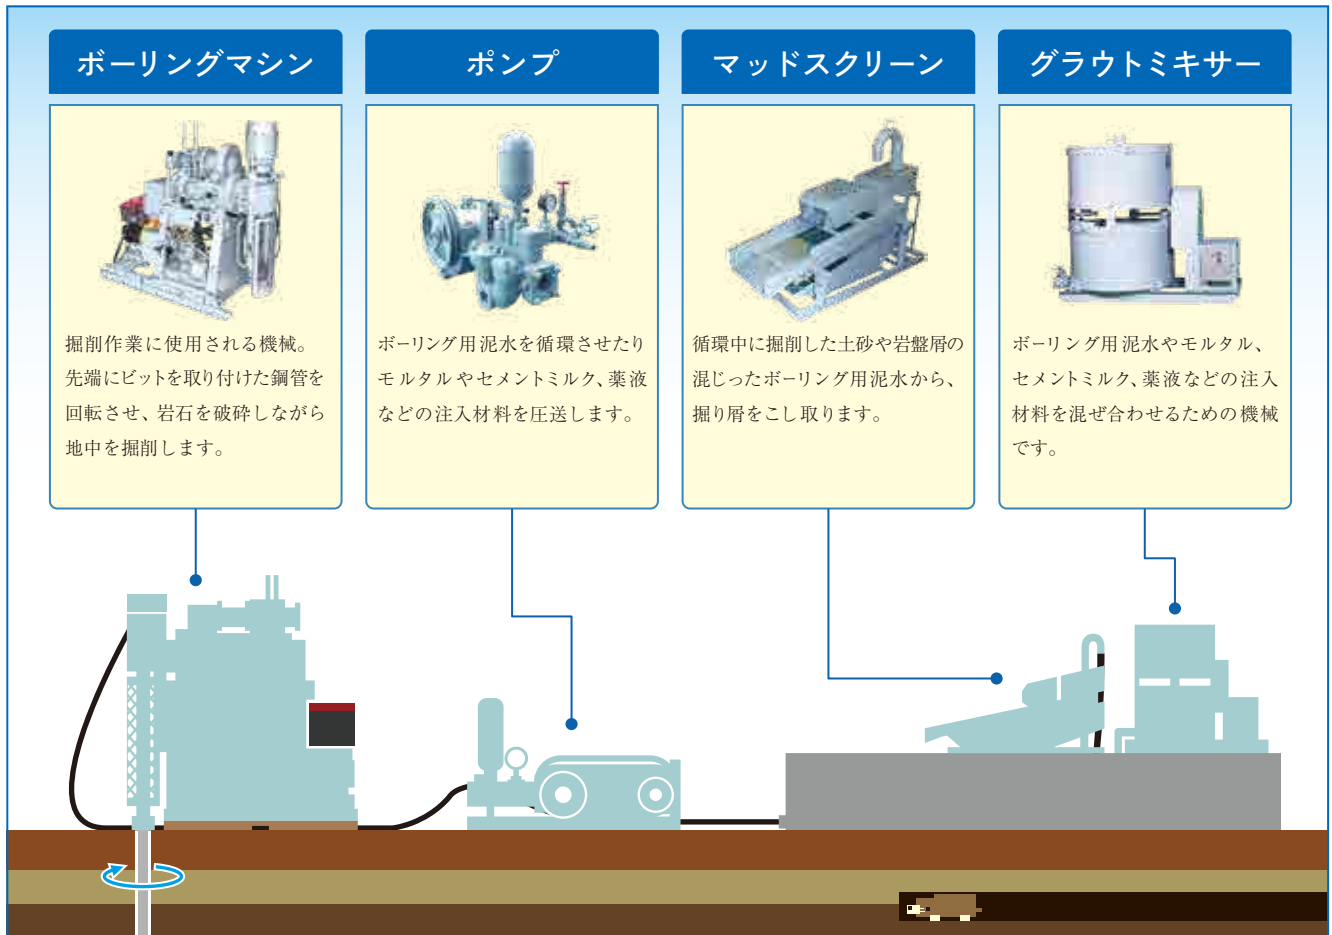 ボーリングマシン
掘削作業に使用される機械。
先端にビットを取り付けた鋼管を
回転させ、岩石を破砕しながら
地中を掘削します。
ポンプ
ボーリング用泥水を循環させたり
モルタルやセメントミルク、薬液
などの注入材料を圧送します。
マッドスクリーン
循環中に掘削した土砂や岩盤屑の
混じったボーリング用泥水から、
掘り屑をこし取ります。
グラウトミキサー
ボーリング用泥水やモルタル、
セメントミルク、薬液などの注入
材料を混ぜ合わせるための機械
です。